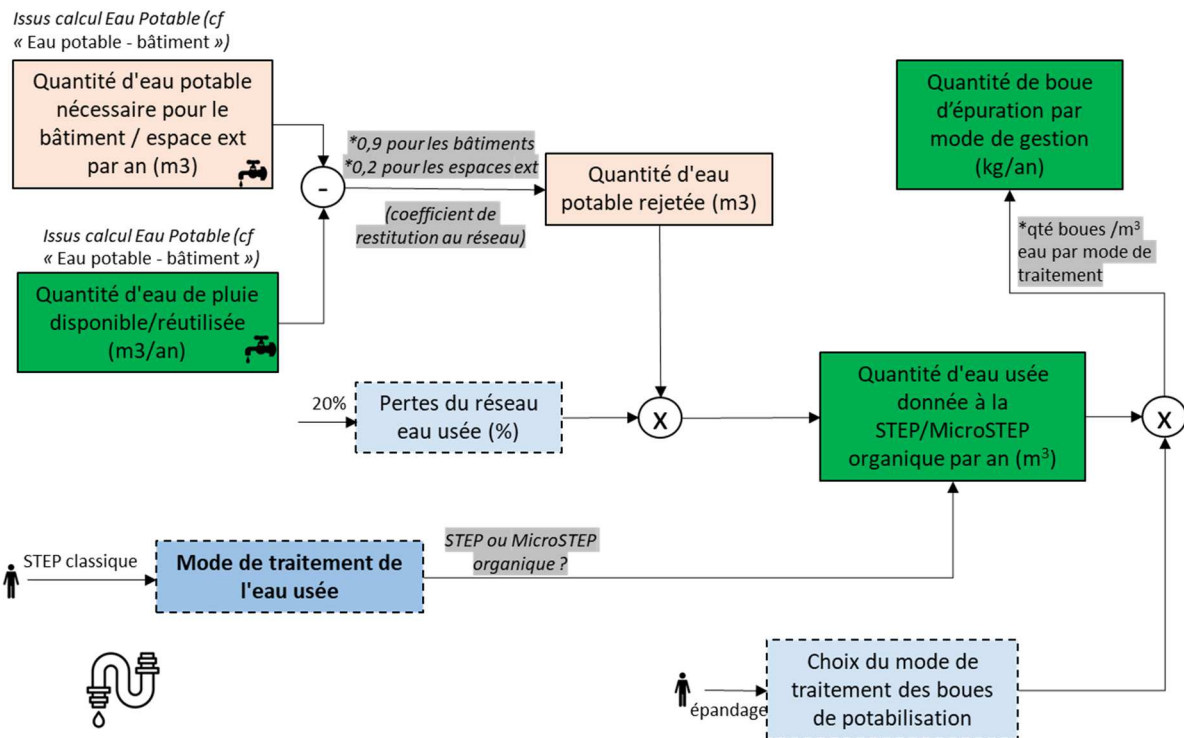 Issus calcul Eau Potable (cf
« Eau potable - bâtiment »)
Quantité d'eau potable
nécessaire pour le
bâtiment / espace ext
par an (m3)
*0,9 pour les bâtiments
*0,2 pour les espaces ext
-
(coefficient de
restitution au réseau)
Quantité d'eau
potable rejetée (m3)
Quantité de boue
d'épuration par
mode de gestion
(kg/an)
*qté boues /m³
eau par mode de
traitement
Issus calcul Eau Potable (cf
« Eau potable - bâtiment »)
Quantité d'eau de pluie
disponible/réutilisée
(m3/an)
20%
Pertes du réseau
eau usée (%)
X
Quantité d'eau usée
donnée à la
STEP/MicroSTEP
organique par an (m³)
X
STEP classique
Mode de traitement de
l'eau usée
STEP ou MicroSTEP
organique ?
épandage
Choix du mode de
traitement des boues
de potabilisation